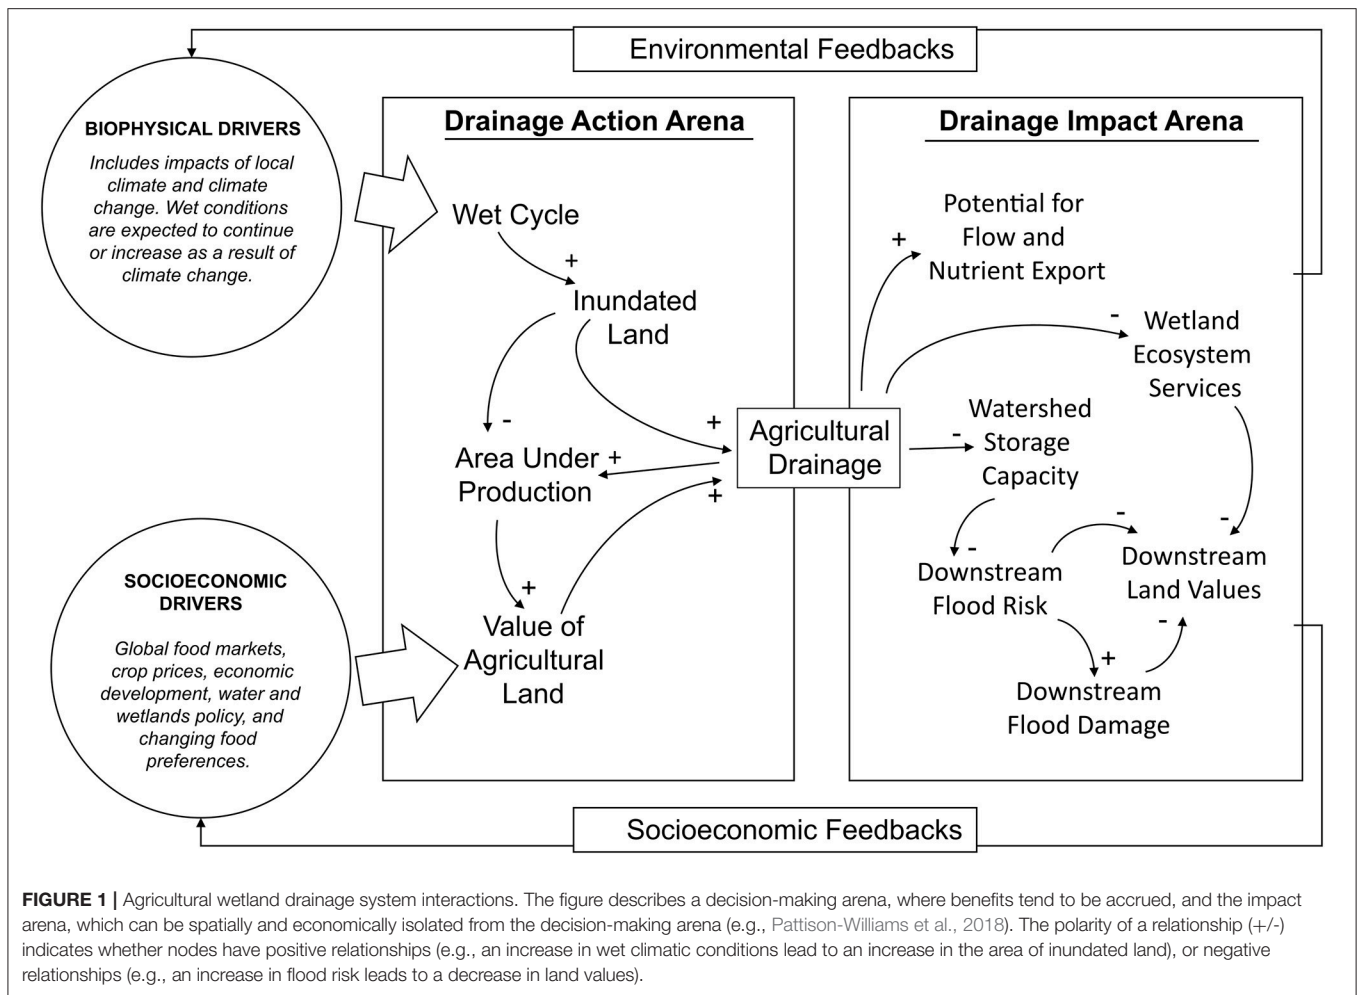 Environmental Feedbacks
BIOPHYSICAL DRIVERS
Includes impacts of local
climate and climate
change. Wet conditions
are expected to continue
or increase as a result of
climate change.
SOCIOECONOMIC
DRIVERS
Global food markets,
crop prices, economic
development, water and
wetlands policy, and
changing food
preferences.
Drainage Action Arena
Wet Cycle
+
Inundated
Land
-
+
Area Under
Production
+
+
Value of
Agricultural
Land
+
Agricultural
Drainage
Drainage Impact Arena
+
Potential for
Flow and
Nutrient Export
-
Wetland
Ecosystem
Services
-
Watershed
Storage
Capacity
-
Downstream
Flood Risk
-
-
Downstream
Land Values
+
-
Downstream
Flood Damage
Socioeconomic Feedbacks
FIGURE 1 | Agricultural wetland drainage system interactions. The figure describes a decision-making arena, where benefits tend to be accrued, and the impact
arena, which can be spatially and economically isolated from the decision-making arena (e.g., Pattison-Williams et al., 2018). The polarity of a relationship (+/-)
indicates whether nodes have positive relationships (e.g., an increase in wet climatic conditions lead to an increase in the area of inundated land), or negative
relationships (e.g., an increase in flood risk leads to a decrease in land values).